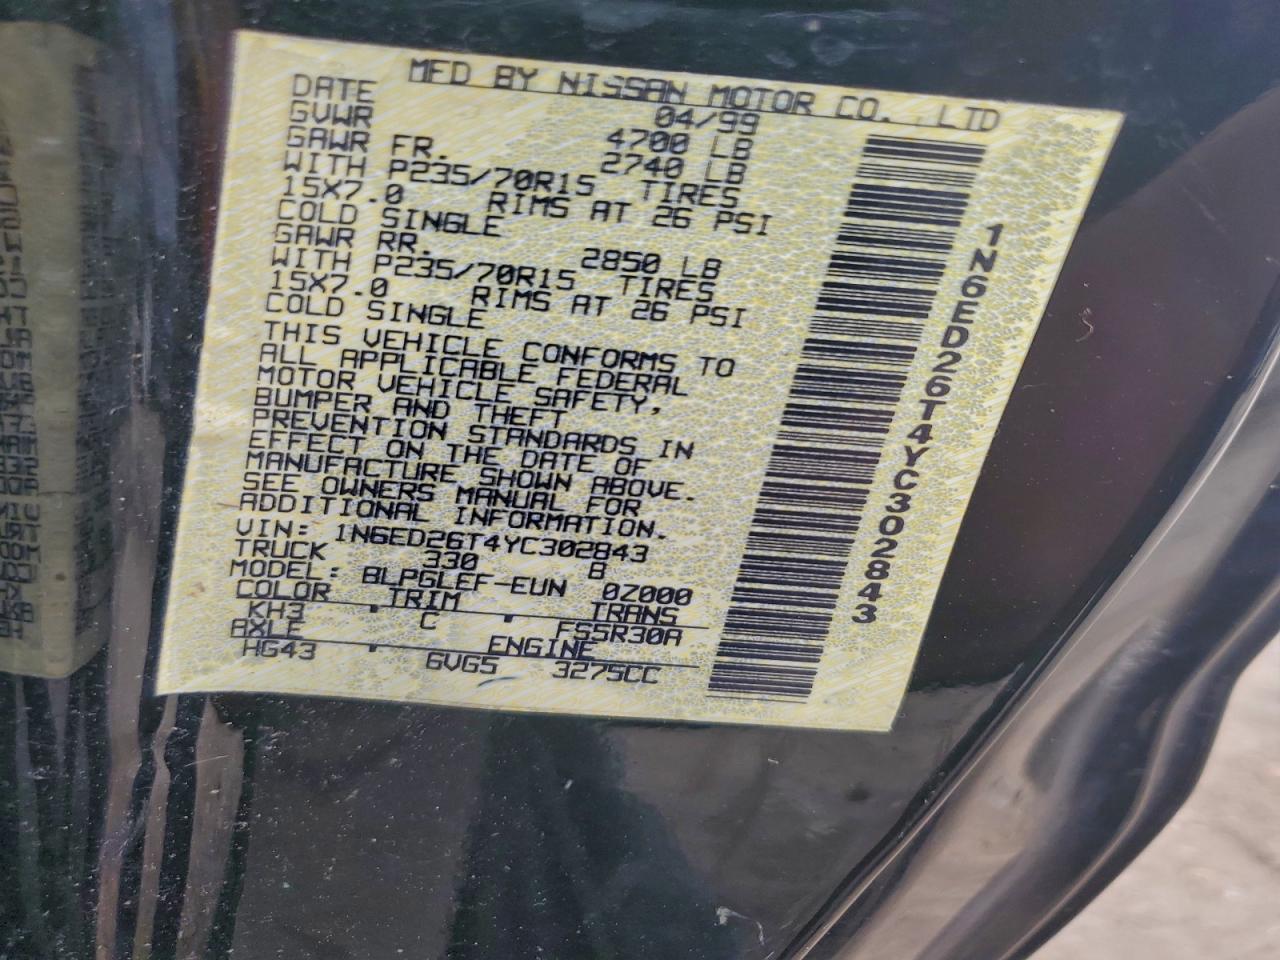 MFD BY NISSAN MOTOR CO., LTD
DATE 04/99
GVWR 4700 LB
GAWR FR. 2740 LB
WITH P235/70R15 TIRES
15X7.0 RIMS AT 26 PSI
COLD SINGLE
GAWR RR. 2850 LB
WITH P235/70R15 TIRES
15X7.0 RIMS AT 26 PSI
COLD SINGLE
THIS VEHICLE CONFORMS TO
ALL APPLICABLE FEDERAL
MOTOR VEHICLE SAFETY,
BUMPER AND THEFT
PREVENTION STANDARDS IN
EFFECT ON THE DATE OF
MANUFACTURE SHOWN ABOVE.
SEE OWNERS MANUAL FOR
ADDITIONAL INFORMATION.
VIN: 1N6ED26T4YC302843
TRUCK 330 B
MODEL: BLPGLEF-EUN 0Z000
COLOR TRIM TRANS
KH3 C FS5R30A
AXLE ENGINE
HG43 6VG5 3275CC
1N6ED26T4YC302843